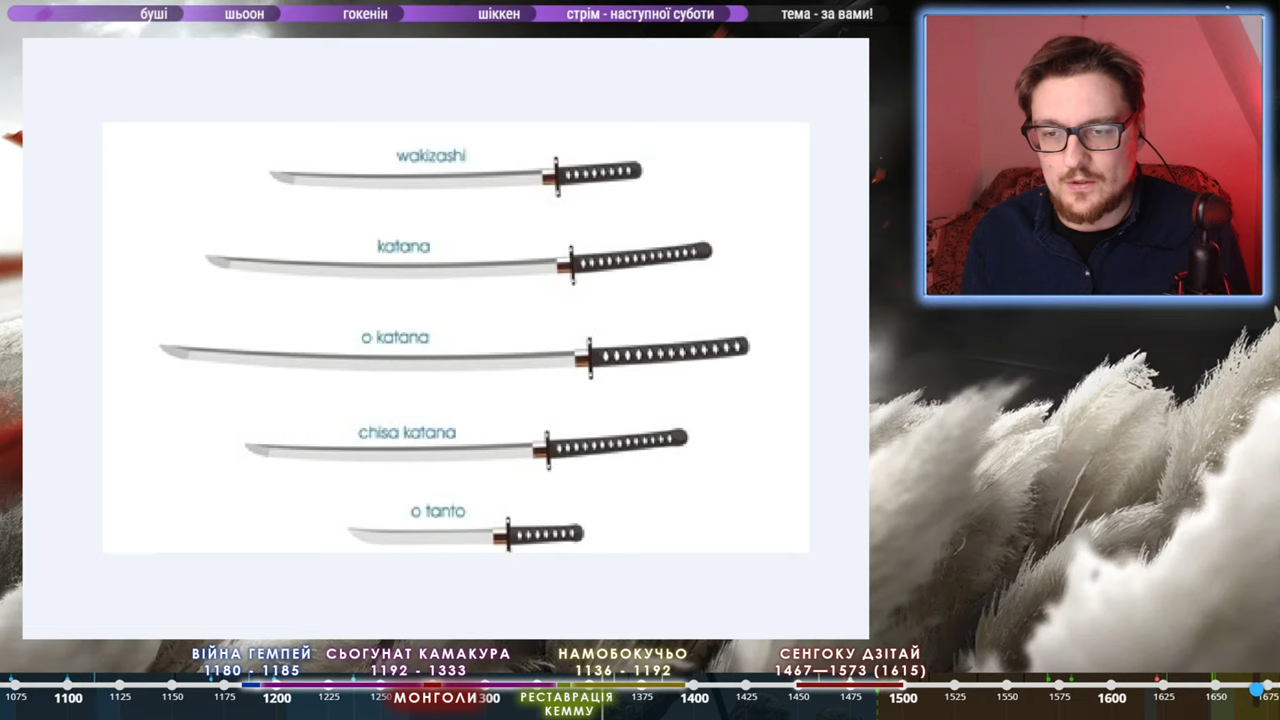 буші
шьоон
гокенін
шіккен
стрім - наступної суботи
тема - за вами!
wakizashi
katana
o katana
chisa katana
o tanto
ВІЙНА ГЕМПЕЙ
1180 - 1185
СЬОГУНАТ КАМАКУРА
1192 - 1333
НАМОБОКУЧЬО
1136 - 1192
СЕНГОКУ ДЗІТАЙ
1467—1573 (1615)
1075
1100
1125
1150
1175
1200
1225
1250
МОНГОЛИ
300
РЕСТАВРАЦІЯ
КЕММУ
1375
1400
1425
1450
1475
1500
1525
1550
1575
1600
1625
1650
1675